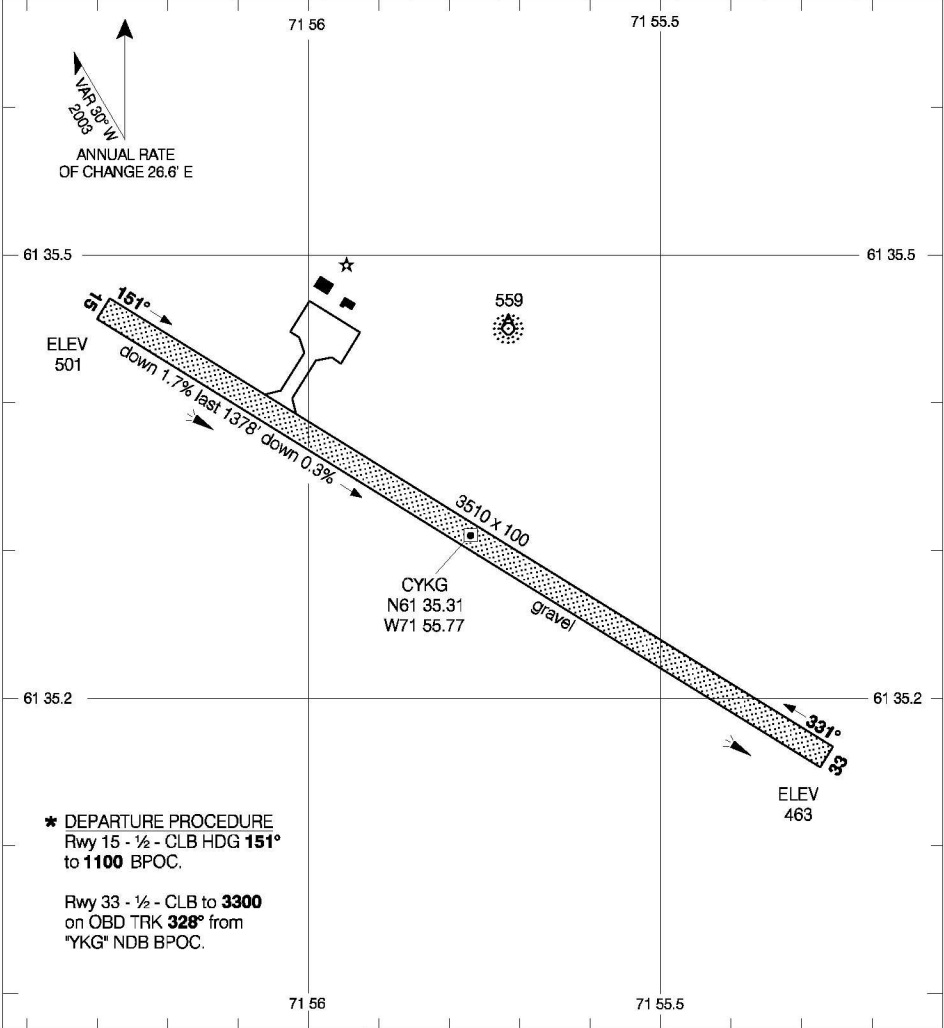 71 56
71 55.5
VAR 30° W
2003
ANNUAL RATE
OF CHANGE 26.6' E
61 35.5
61 35.5
559
15
151°
ELEV
501
down 1.7% last 1378' down 0.3%
3510 x 100
CYKG
N61 35.31
W71 55.77
gravel
61 35.2
61 35.2
331°
33
ELEV
463
* DEPARTURE PROCEDURE
Rwy 15 - ½ - CLB HDG 151°
to 1100 BPOC.
Rwy 33 - ½ - CLB to 3300
on OBD TRK 328° from
"YKG" NDB BPOC.
71 56
71 55.5